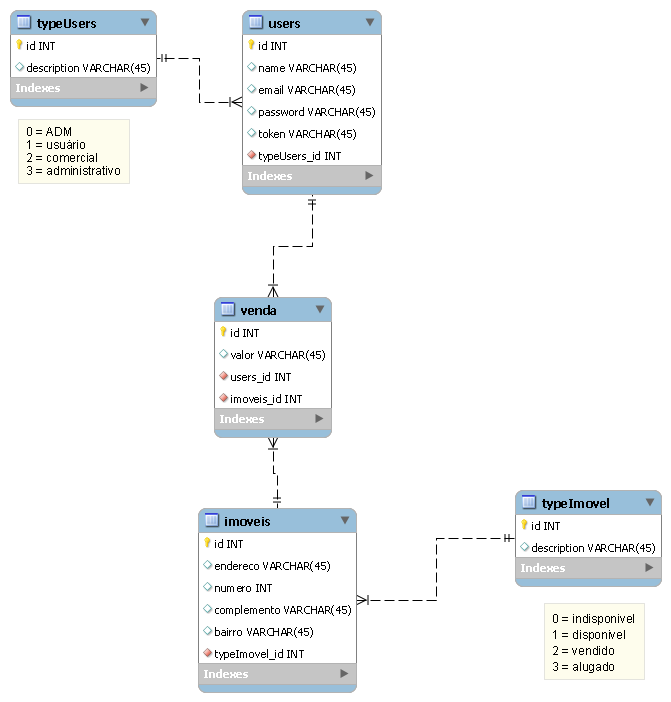 typeUsers
id INT
description VARCHAR(45)
Indexes
0 = ADM
1 = usuário
2 = comercial
3 = administrativo
users
id INT
name VARCHAR(45)
email VARCHAR(45)
password VARCHAR(45)
token VARCHAR(45)
typeUsers_id INT
Indexes
venda
id INT
valor VARCHAR(45)
users_id INT
imoveis_id INT
Indexes
imoveis
id INT
endereco VARCHAR(45)
numero INT
complemento VARCHAR(45)
bairro VARCHAR(45)
typeImovel_id INT
Indexes
typeImovel
id INT
description VARCHAR(45)
Indexes
0 = indisponivel
1 = disponivel
2 = vendido
3 = alugado